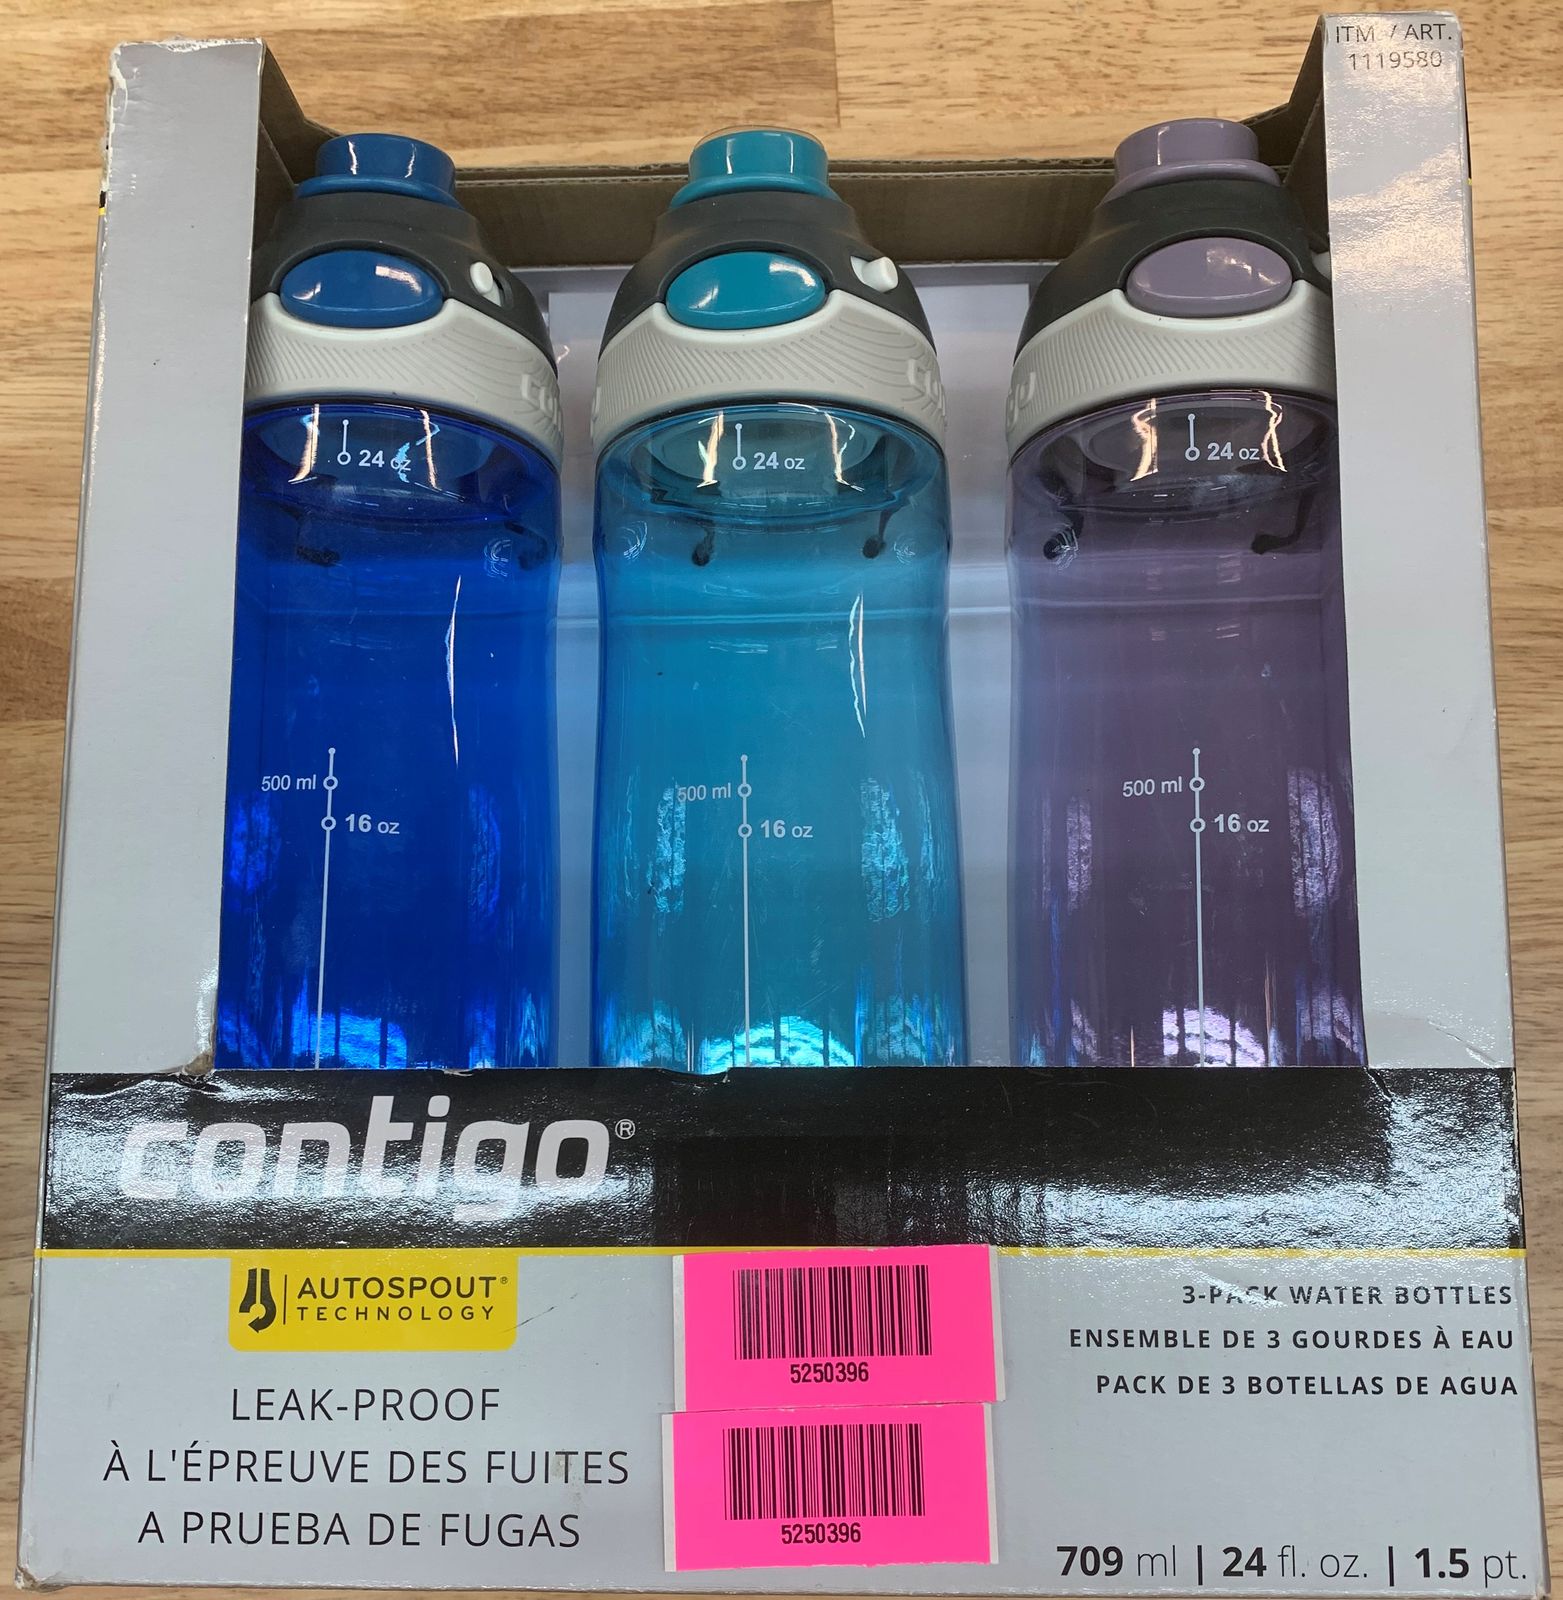 ITM. / ART.
1119580
24 oz
24 oz
24 oz
500 ml
16 oz
500 ml
16 oz
500 ml
16 oz
contigo®
AUTOSPOUT®
TECHNOLOGY
LEAK-PROOF
À L'ÉPREUVE DES FUITES
A PRUEBA DE FUGAS
5250396
5250396
3-PACK WATER BOTTLES
ENSEMBLE DE 3 GOURDES À EAU
PACK DE 3 BOTELLAS DE AGUA
709 ml | 24 fl. oz. | 1.5 pt.